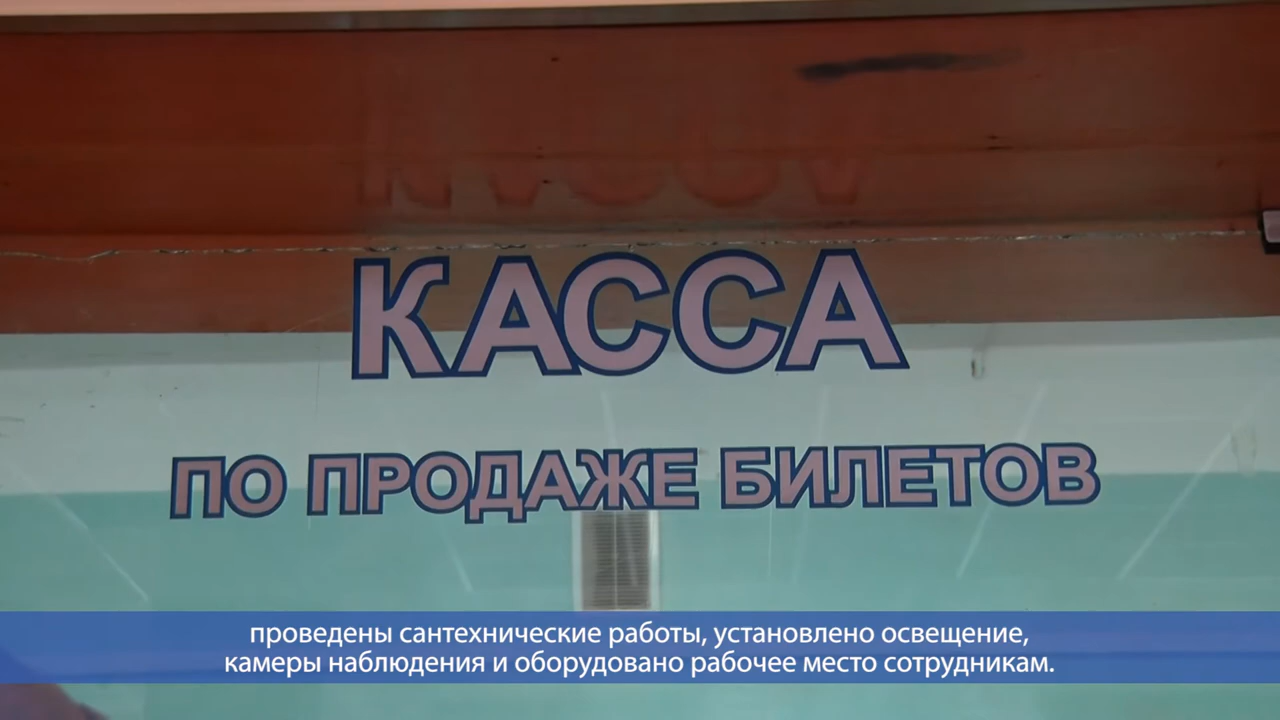 КАССА
ПО ПРОДАЖЕ БИЛЕТОВ
проведены сантехнические работы, установлено освещение,
камеры наблюдения и оборудовано рабочее место сотрудникам.